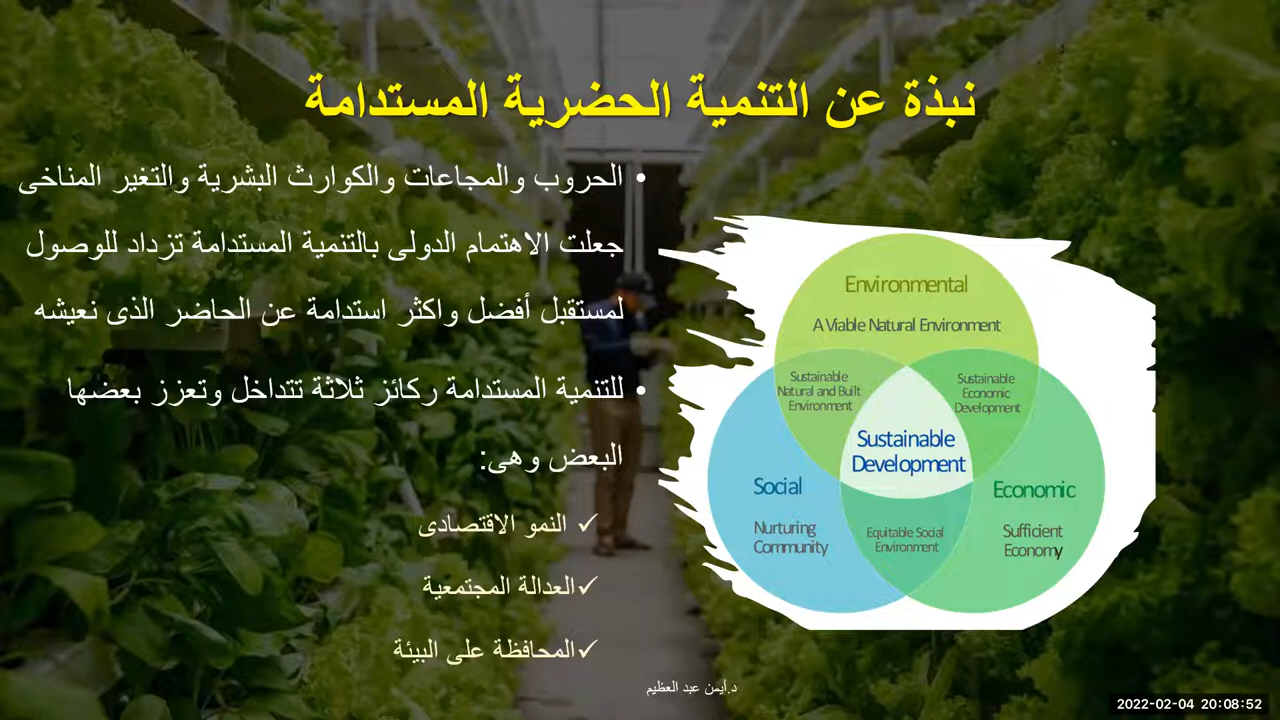 نبذة عن التنمية الحضرية المستدامة
• الحروب والمجاعات والكوارث البشرية والتغير المناخى
جعلت الاهتمام الدولى بالتنمية المستدامة تزداد للوصول
لمستقبل أفضل واكثر استدامة عن الحاضر الذى نعيشه
• للتنمية المستدامة ركائز ثلاثة تتداخل وتعزز بعضها
البعض وهى:
✓ النمو الاقتصادى
✓العدالة المجتمعية
✓المحافظة على البيئة
Environmental
A Viable Natural Environment
Sustainable
Natural and Built
Environment
Sustainable
Economic
Development
Sustainable
Development
Social
Nurturing
Community
Economic
Sufficient
Economy
Equitable Social
Environment
د.أيمن عبد العظيم
2022-02-04 20:08:52